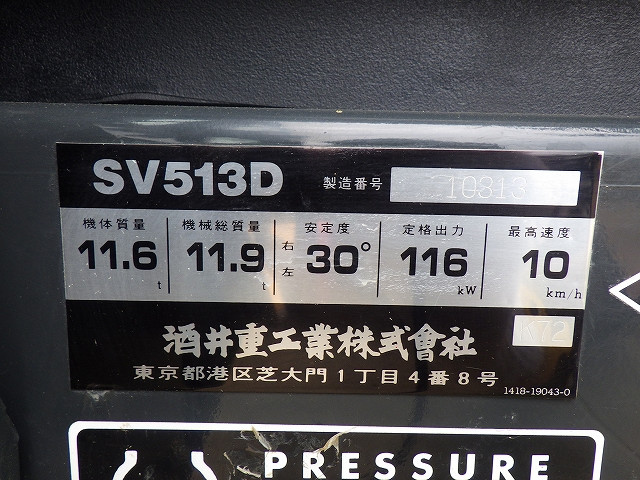 SV513D 製造番号
機体質量 機械総質量 安定度 定格出力 最高速度
11.6 t 11.9 t 右 左 30° 116 kW 10 km/h
K72
酒井重工業株式會社
東京都港区芝大門1丁目4番8号
1418-19043-0
PRESSURE